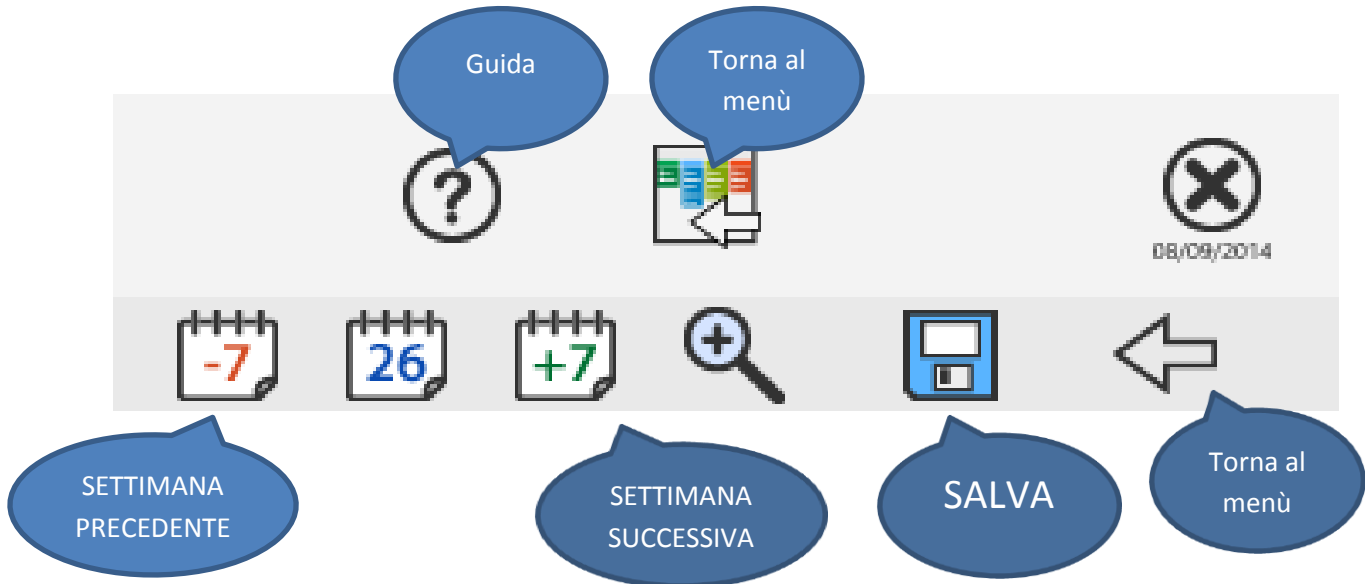 Guida
Torna al
menù
?
08/09/2014
-7
26
+7
SETTIMANA
PRECEDENTE
SETTIMANA
SUCCESSIVA
SALVA
Torna al
menù